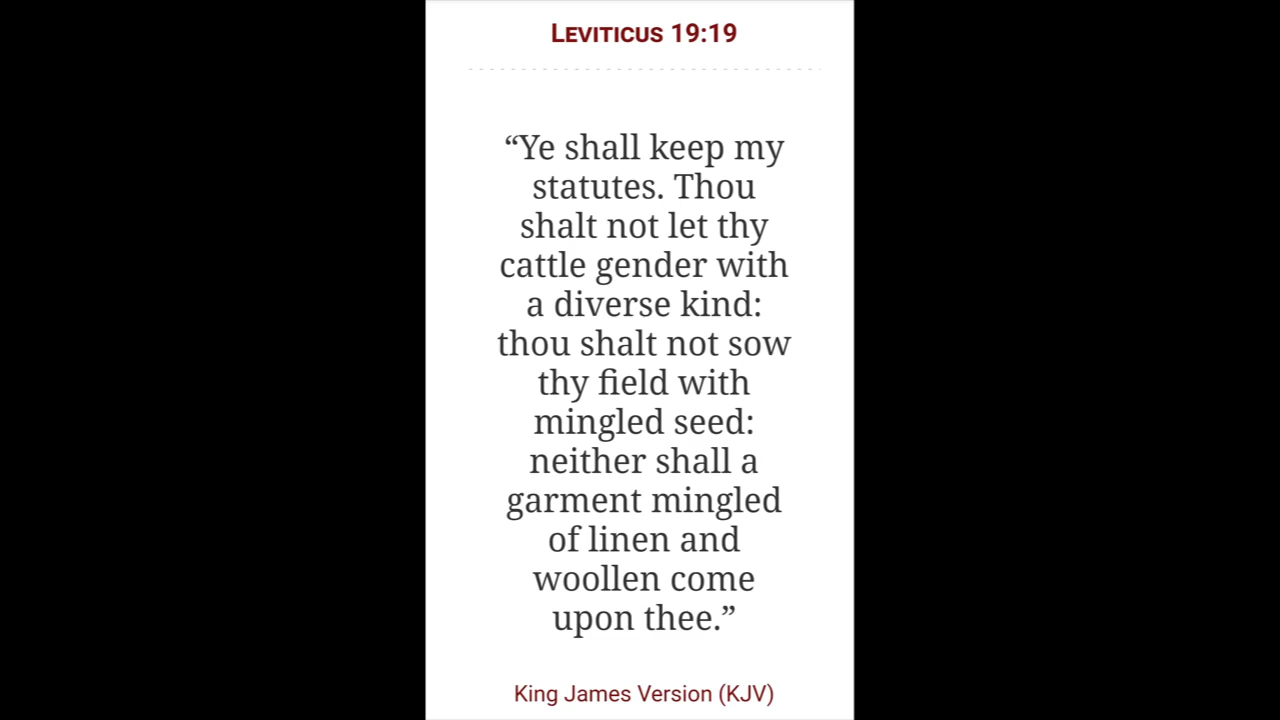 Leviticus 19:19
“Ye shall keep my
statutes. Thou
shalt not let thy
cattle gender with
a diverse kind:
thou shalt not sow
thy field with
mingled seed:
neither shall a
garment mingled
of linen and
woollen come
upon thee.”
King James Version (KJV)